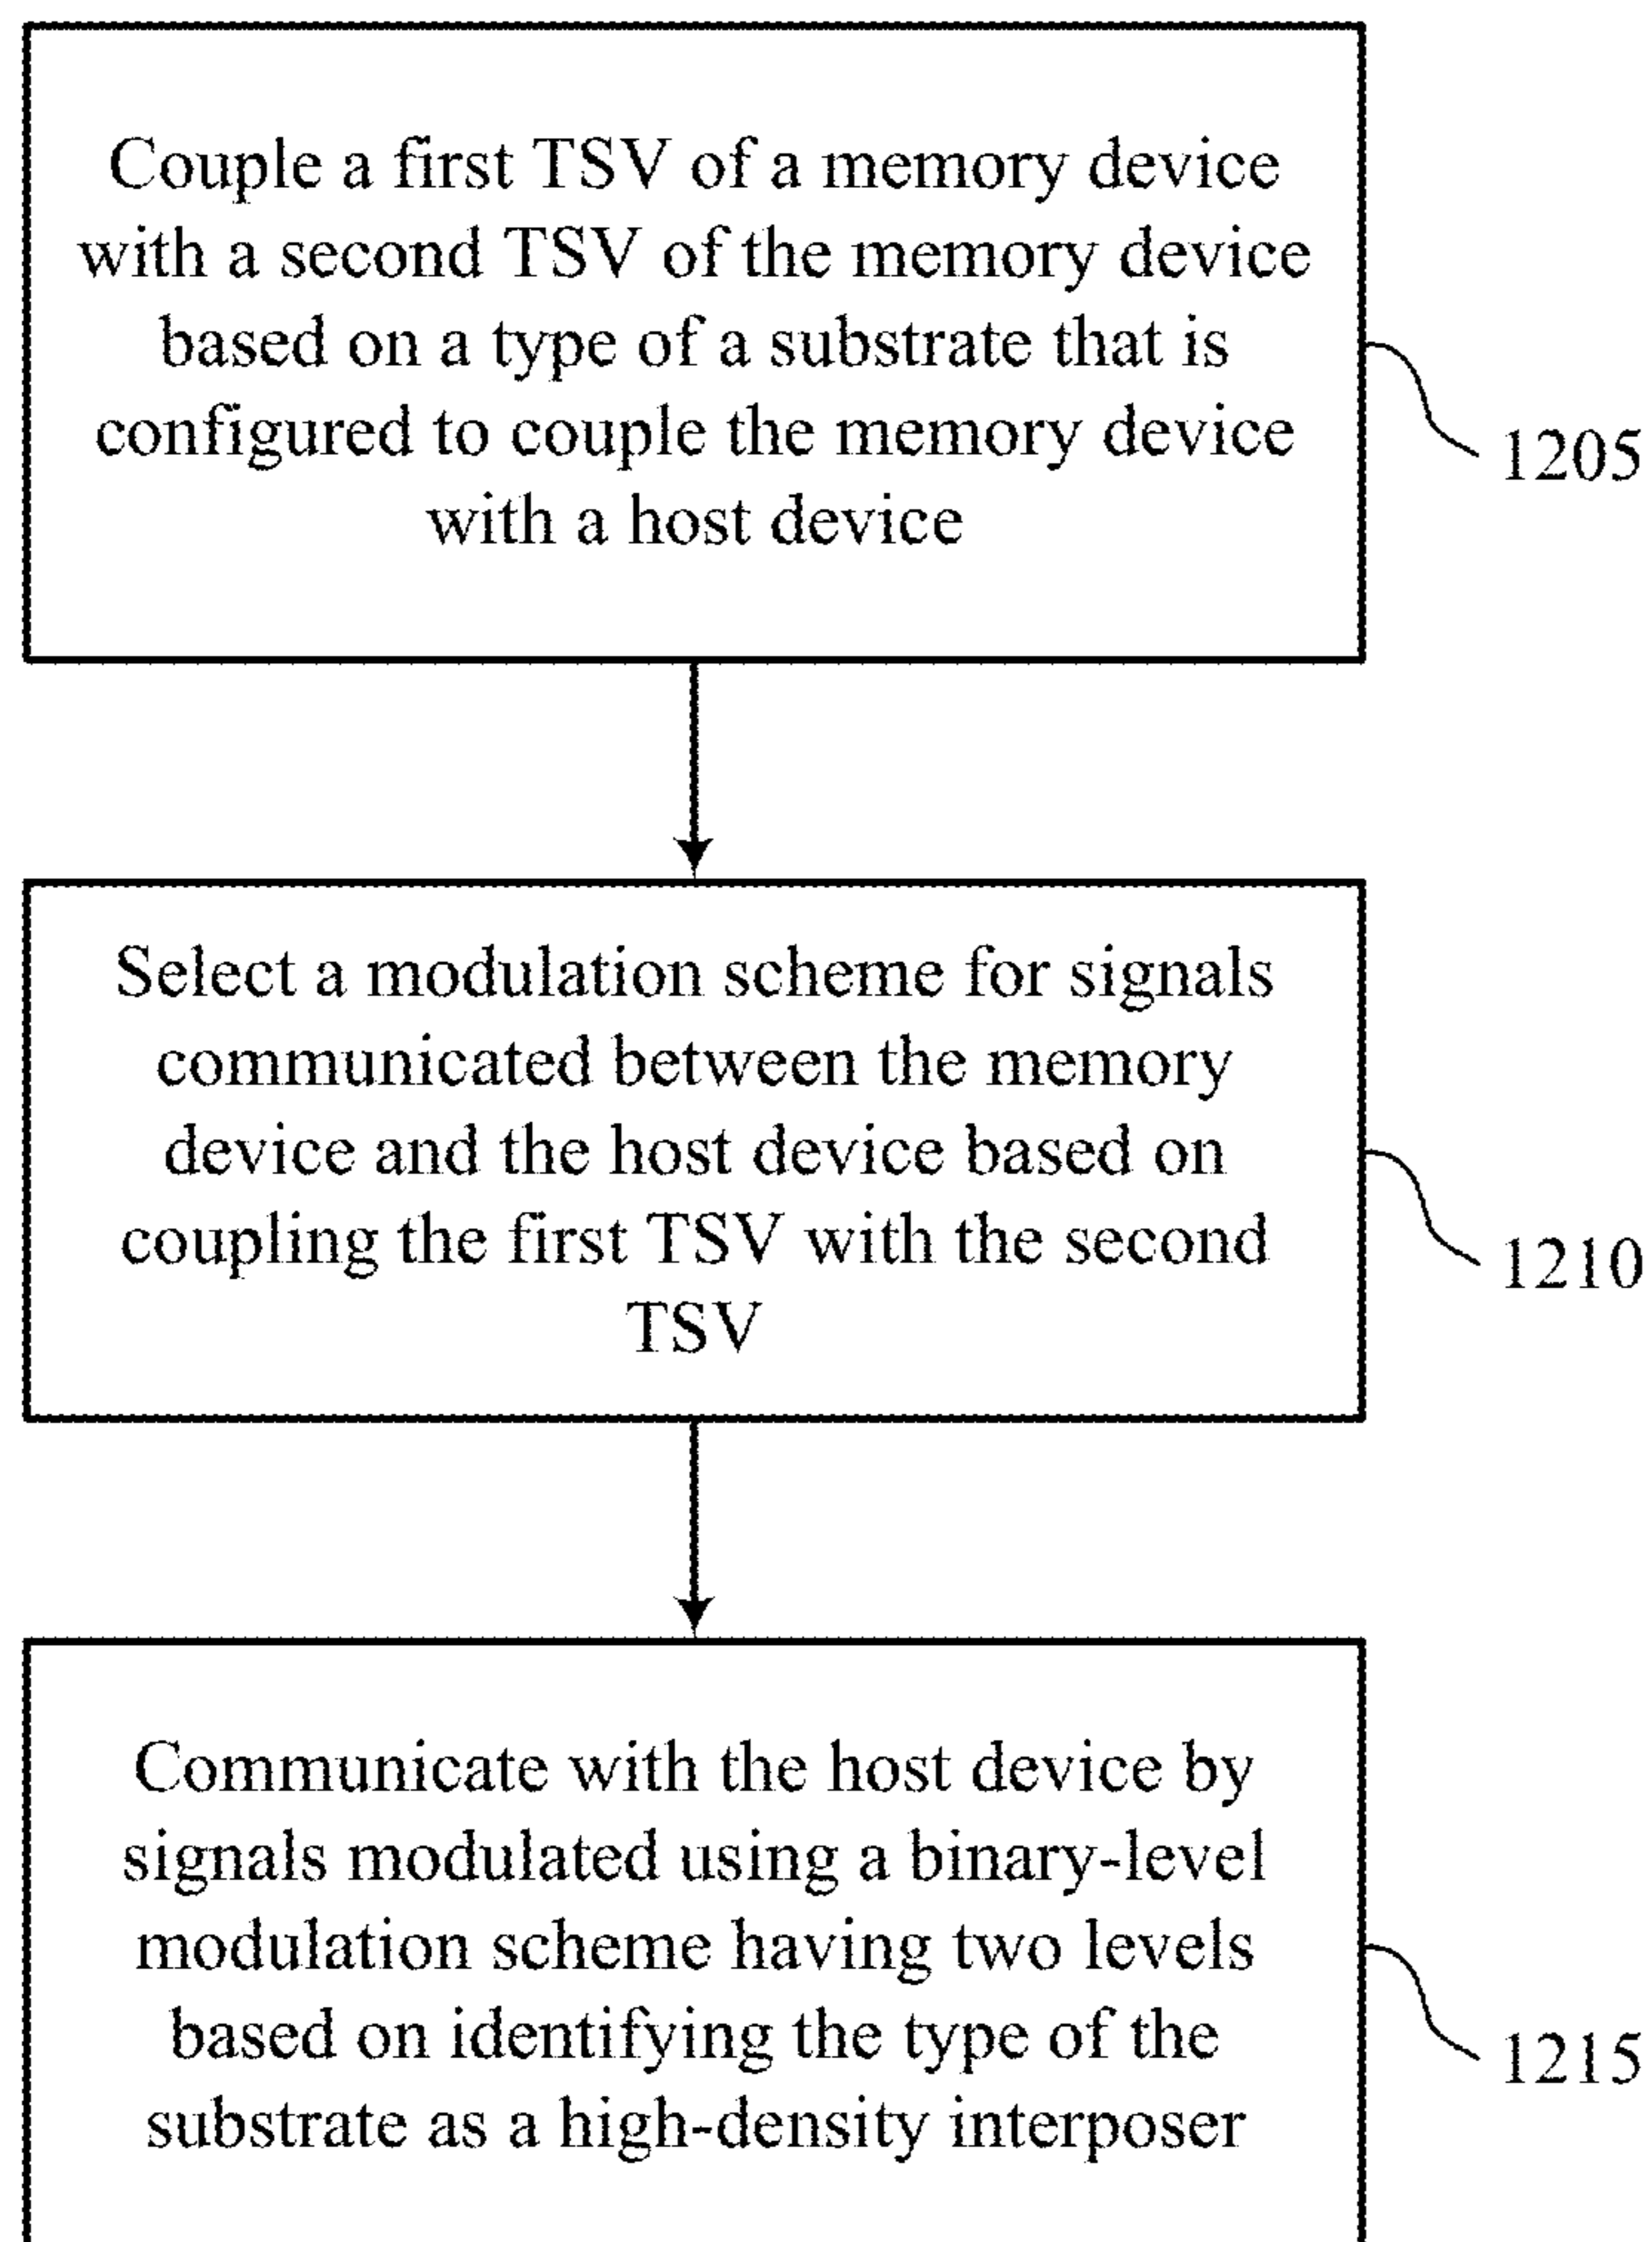 Couple a first TSV of a memory device
with a second TSV of the memory device
based on a type of a substrate that is
configured to couple the memory device
with a host device
1205
Select a modulation scheme for signals
communicated between the memory
device and the host device based on
coupling the first TSV with the second
TSV
1210
Communicate with the host device by
signals modulated using a binary-level
modulation scheme having two levels
based on identifying the type of the
substrate as a high-density interposer
1215